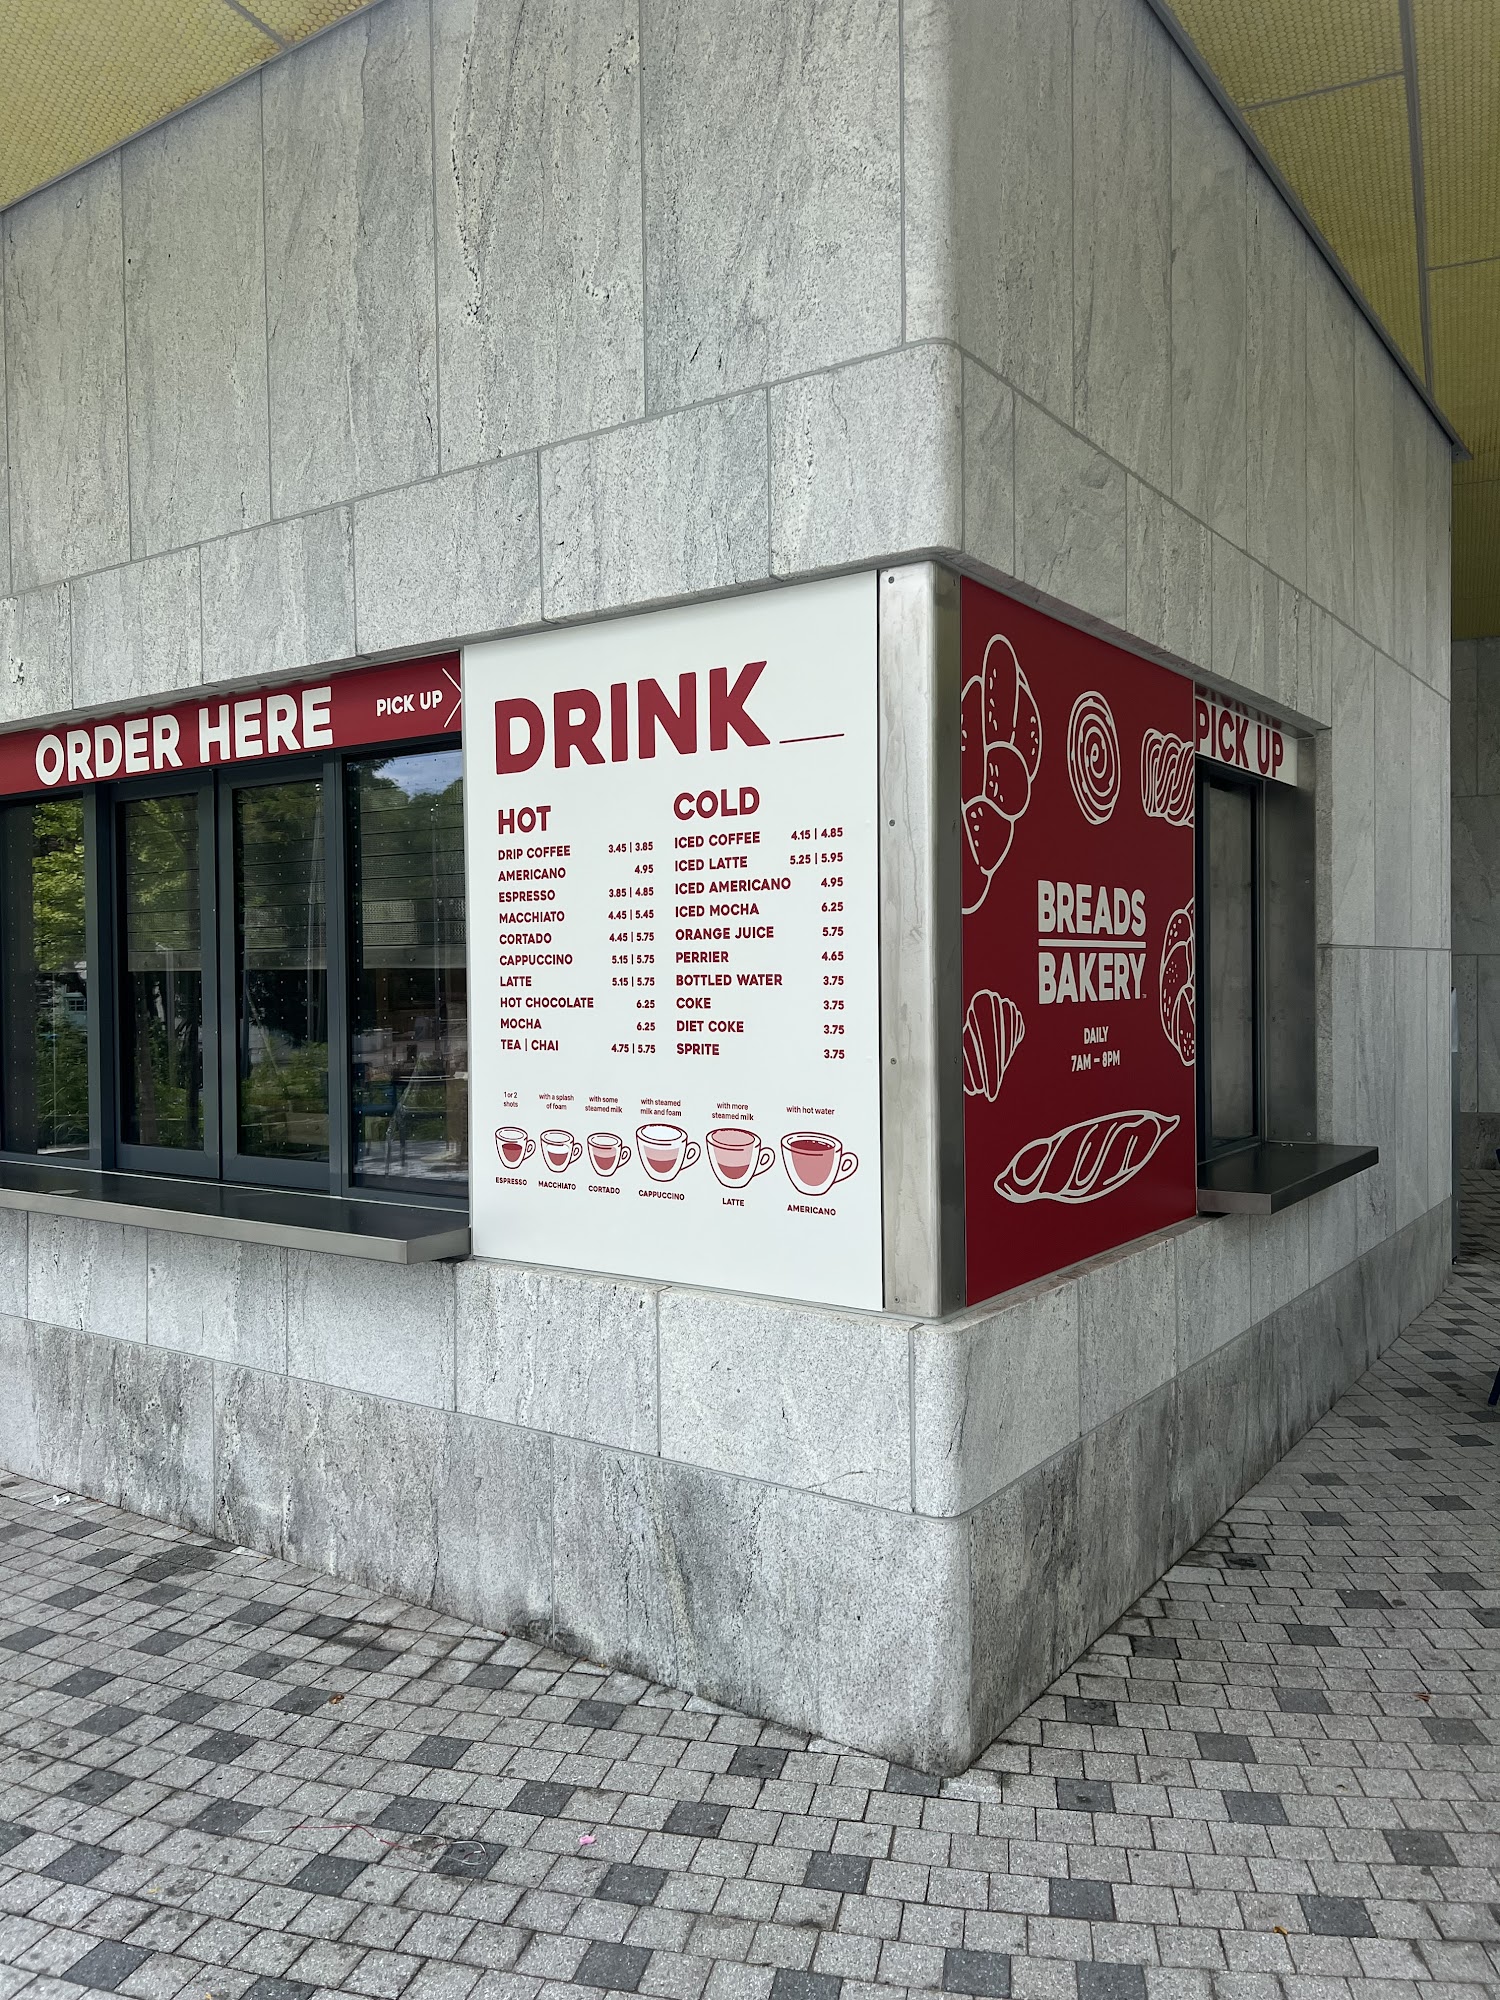 ORDER HERE
PICK UP
DRINK
HOT
DRIP COFFEE 3.45 | 3.85
AMERICANO 4.95
ESPRESSO 3.85 | 4.85
MACCHIATO 4.45 | 5.45
CORTADO 4.45 | 5.75
CAPPUCCINO 5.15 | 5.75
LATTE 5.15 | 5.75
HOT CHOCOLATE 6.25
MOCHA 6.25
TEA | CHAI 4.75 | 5.75
COLD
ICED COFFEE 4.15 | 4.85
ICED LATTE 5.25 | 5.95
ICED AMERICANO 4.95
ICED MOCHA 6.25
ORANGE JUICE 5.75
PERRIER 4.65
BOTTLED WATER 3.75
COKE 3.75
DIET COKE 3.75
SPRITE 3.75
1 or 2
shots
ESPRESSO
with a splash
of foam
MACCHIATO
with some
steamed milk
CORTADO
with steamed
milk and foam
CAPPUCCINO
with more
steamed milk
LATTE
with hot water
AMERICANO
BREADS
BAKERY
DAILY
7AM – 8PM
PICK UP